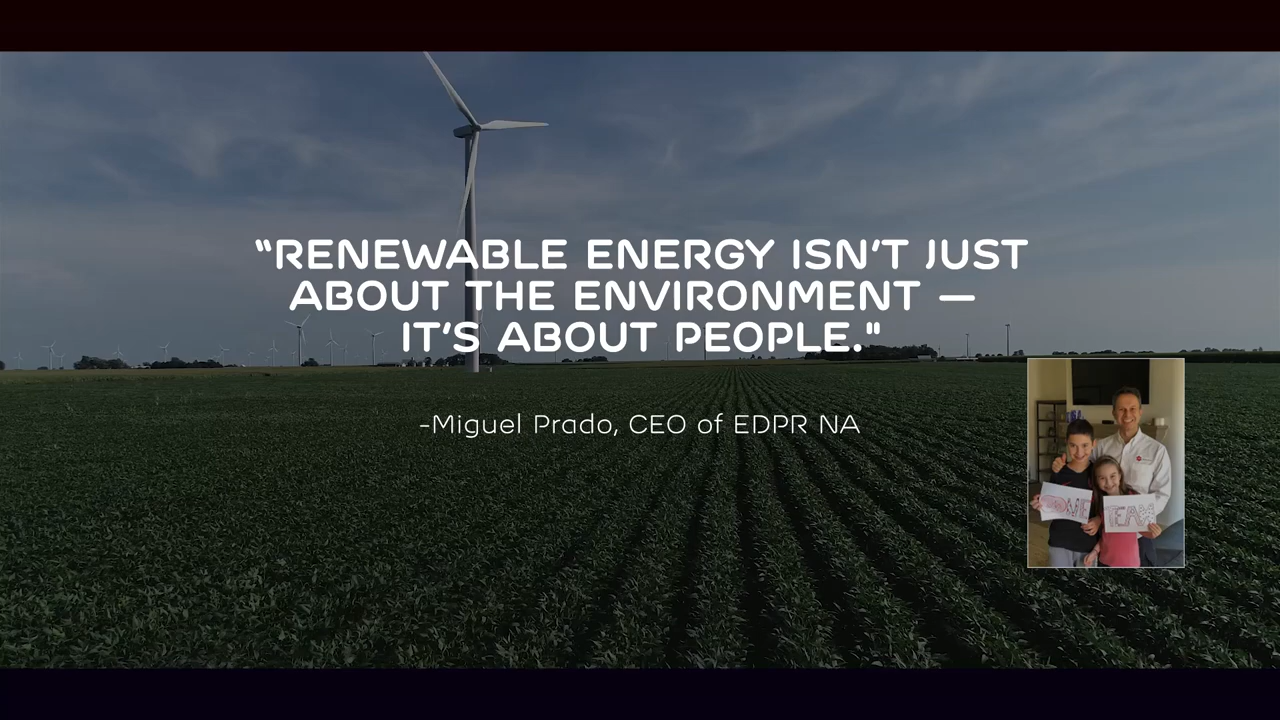 “RENEWABLE ENERGY ISN’T JUST
ABOUT THE ENVIRONMENT —
IT’S ABOUT PEOPLE."
-Miguel Prado, CEO of EDPR NA
TEAM